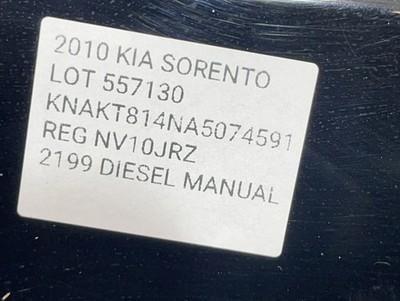 2010 KIA SORENTO
LOT 557130
KNAKT814NA5074591
REG NV10JRZ
2199 DIESEL MANUAL